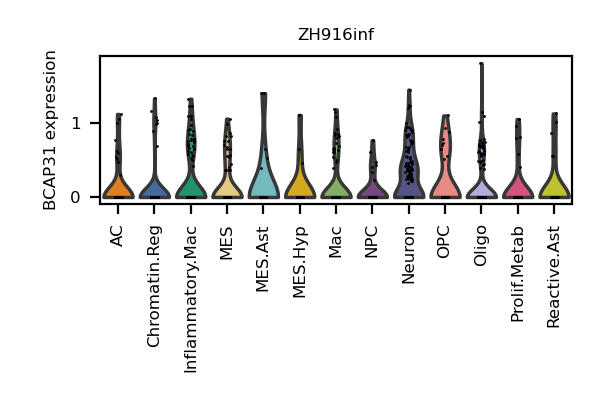 ZH916inf
BCAP31 expression
1
0
AC
Chromatin.Reg
Inflammatory.Mac
MES
MES.Ast
MES.Hyp
Mac
NPC
Neuron
OPC
Oligo
Prolif.Metab
Reactive.Ast